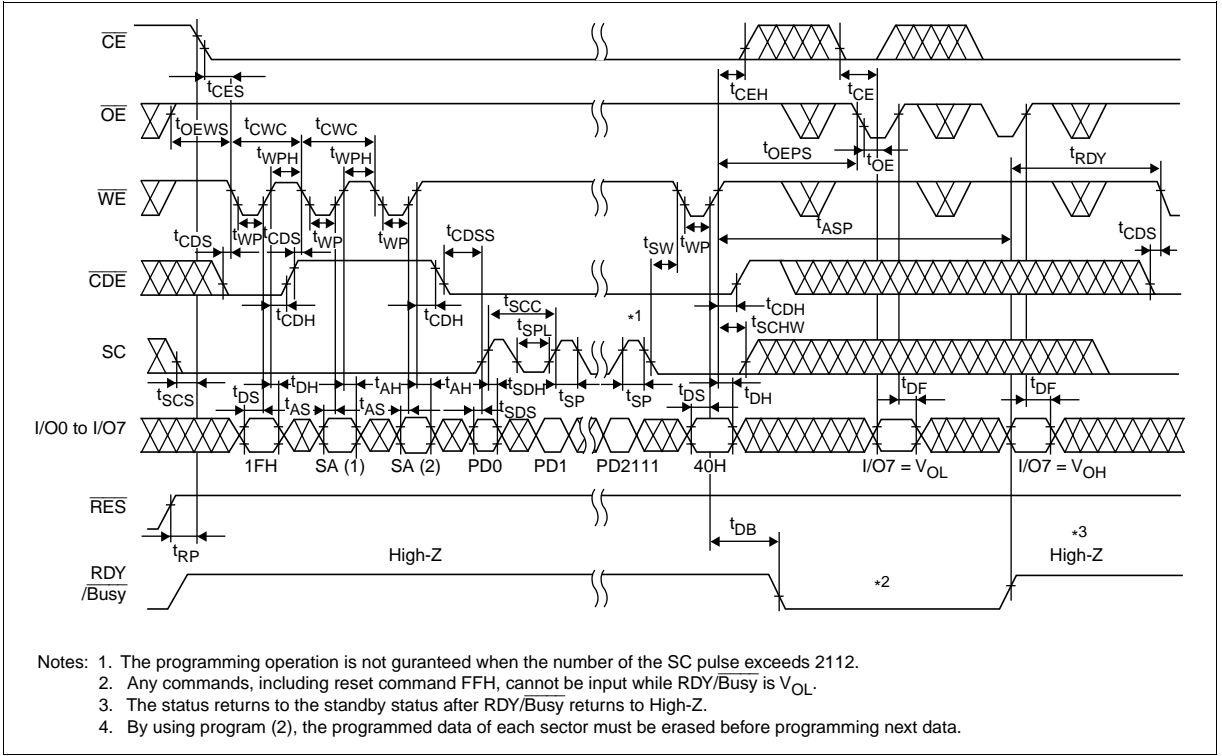 CE
tCES
tCEH
tCE
OE
tOEWS
tCWC
tCWC
tWPH
tWPH
tOEPS
tOE
tRDY
WE
tCDS
tWP
tCDS
tWP
tWP
tCDSS
tSW
tWP
tASP
tCDS
CDE
tCDH
tCDH
tSCC
tSPL
*1
tCDH
tSCHW
SC
tSCS
tDS
tDH
tAS
tAH
tAS
tAH
tSDH
tSDS
tSP
tSP
tDS
tDH
tDF
tDF
I/O0 to I/O7
1FH
SA (1)
SA (2)
PD0
PD1
PD2111
40H
I/O7 = VOL
I/O7 = VOH
RES
tRP
High-Z
tDB
*3
High-Z
RDY
/Busy
*2
Notes: 1. The programming operation is not guranteed when the number of the SC pulse exceeds 2112.
2. Any commands, including reset command FFH, cannot be input while RDY/Busy is VOL.
3. The status returns to the standby status after RDY/Busy returns to High-Z.
4. By using program (2), the programmed data of each sector must be erased before programming next data.